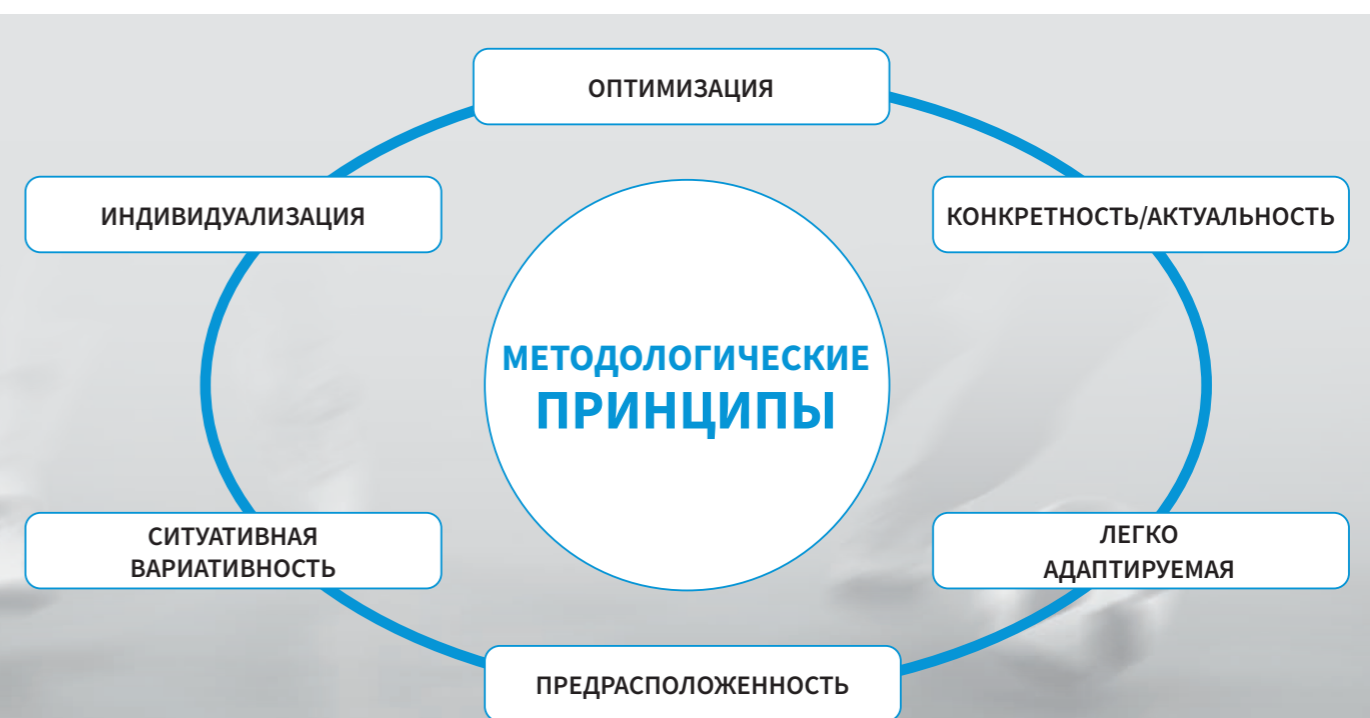 ОПТИМИЗАЦИЯ
ИНДИВИДУАЛИЗАЦИЯ
КОНКРЕТНОСТЬ/АКТУАЛЬНОСТЬ
МЕТОДОЛОГИЧЕСКИЕ
ПРИНЦИПЫ
СИТУАТИВНАЯ
ВАРИАТИВНОСТЬ
ЛЕГКО
АДАПТИРУЕМАЯ
ПРЕДРАСПОЛОЖЕННОСТЬ